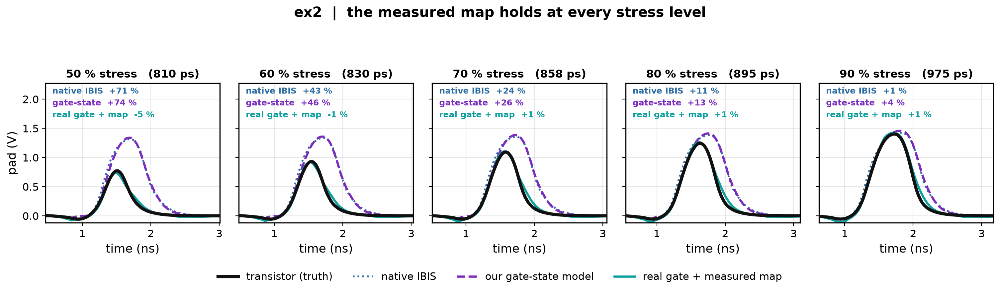 ex2 | the measured map holds at every stress level
50 % stress (810 ps)
native IBIS +71 %
gate-state +74 %
real gate + map -5 %
60 % stress (830 ps)
native IBIS +43 %
gate-state +46 %
real gate + map -1 %
70 % stress (858 ps)
native IBIS +24 %
gate-state +26 %
real gate + map +1 %
80 % stress (895 ps)
native IBIS +11 %
gate-state +13 %
real gate + map +1 %
90 % stress (975 ps)
native IBIS +1 %
gate-state +4 %
real gate + map +1 %
pad (V)
2.0
1.5
1.0
0.5
0.0
1 2 3
1 2 3
1 2 3
1 2 3
1 2 3
time (ns)
time (ns)
time (ns)
time (ns)
time (ns)
transistor (truth)
native IBIS
our gate-state model
real gate + measured map